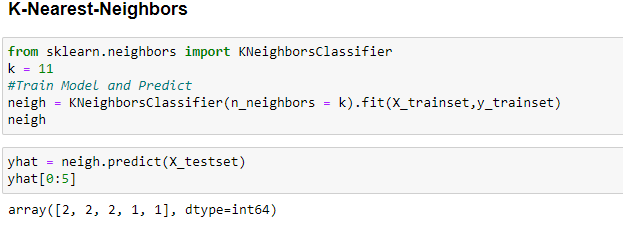 K-Nearest-Neighbors
from sklearn.neighbors import KNeighborsClassifier
k = 11
#Train Model and Predict
neigh = KNeighborsClassifier(n_neighbors = k).fit(X_trainset,y_trainset)
neigh
yhat = neigh.predict(X_testset)
yhat[0:5]
array([2, 2, 2, 1, 1], dtype=int64)